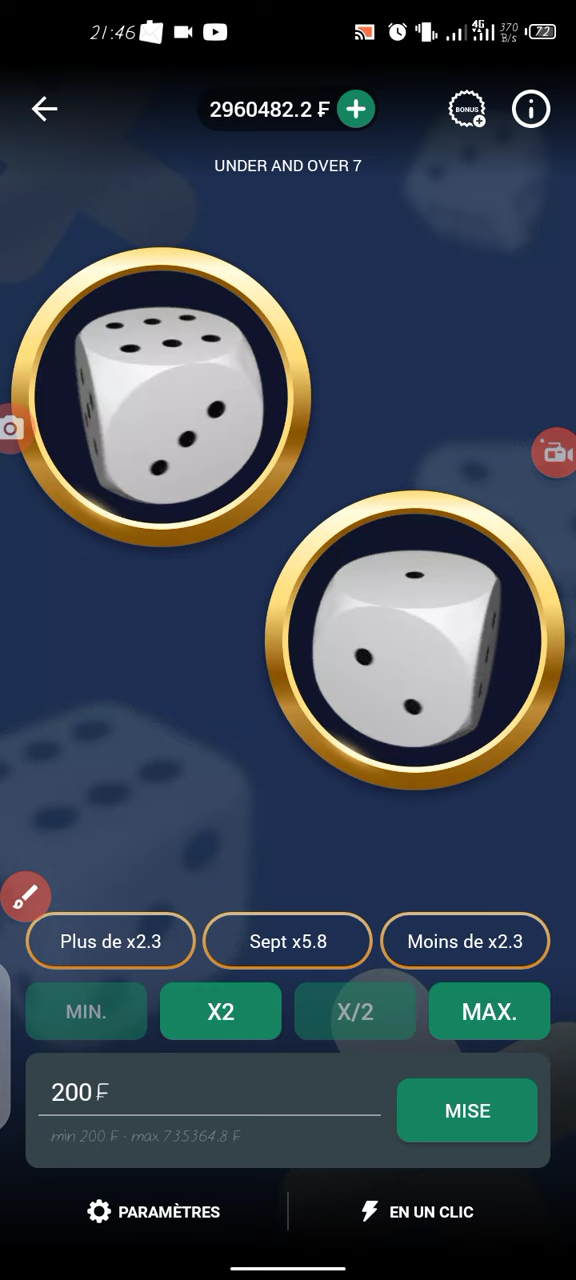 21:46 4G 370 B/s 72
2960482.2 ₣ BONUS
UNDER AND OVER 7
Plus de x2.3 Sept x5.8 Moins de x2.3
MIN. X2 X/2 MAX.
200 ₣ MISE
min 200 ₣ - max 735364.8 ₣
PARAMÈTRES EN UN CLIC